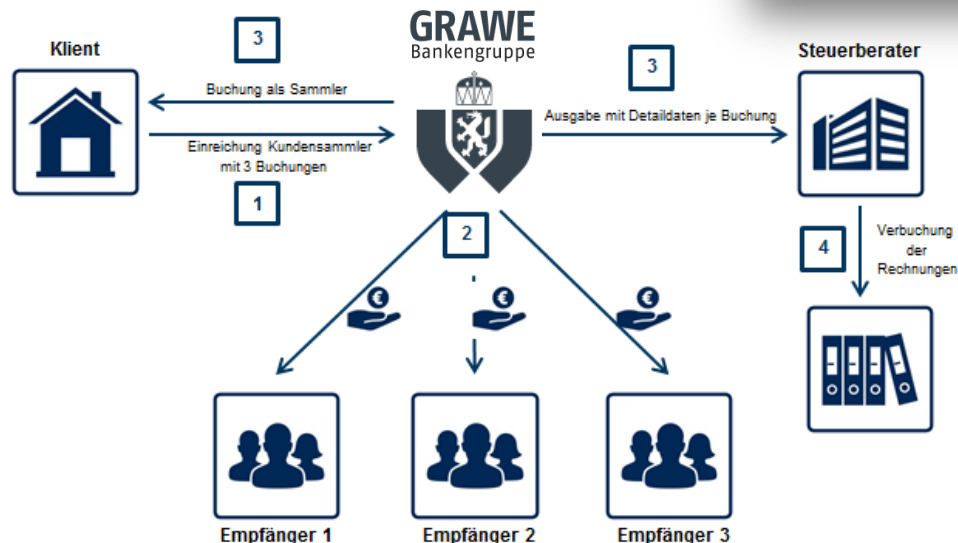 GRAWE
Bankengruppe
Klient
3
Buchung als Sammler
Einreichung Kundensammler
mit 3 Buchungen
1
3
Ausgabe mit Detaildaten je Buchung
Steuerberater
2
4
Verbuchung
der
Rechnungen
€
€
€
Empfänger 1
Empfänger 2
Empfänger 3